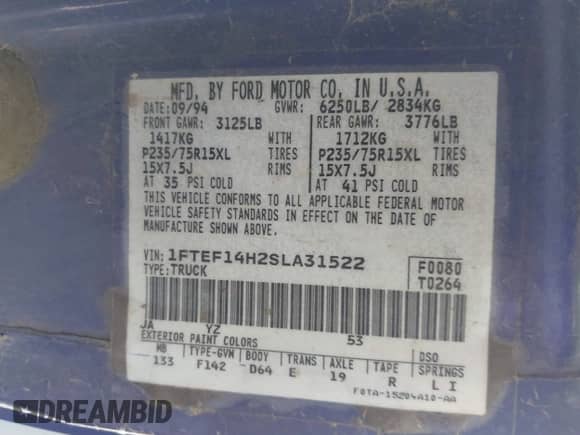 MFD. BY FORD MOTOR CO. IN U.S.A.
DATE: 09/94 GVWR: 6250LB/ 2834KG
FRONT GAWR: 3125LB REAR GAWR: 3776LB
1417KG WITH 1712KG WITH
P235/75R15XL TIRES P235/75R15XL TIRES
15X7.5J RIMS 15X7.5J RIMS
AT 35 PSI COLD AT 41 PSI COLD
THIS VEHICLE CONFORMS TO ALL APPLICABLE FEDERAL MOTOR
VEHICLE SAFETY STANDARDS IN EFFECT ON THE DATE OF
MANUFACTURE SHOWN ABOVE.
VIN: 1FTEF14H2SLA31522 F0080
TYPE: TRUCK T0264
JA YZ 53
EXTERIOR PAINT COLORS DSO
WB TYPE-GVM BODY TRANS AXLE TAPE SPRINGS
133 F142 D64 E 19 R L I
F0TA-15204A10-AA
DREAMBID